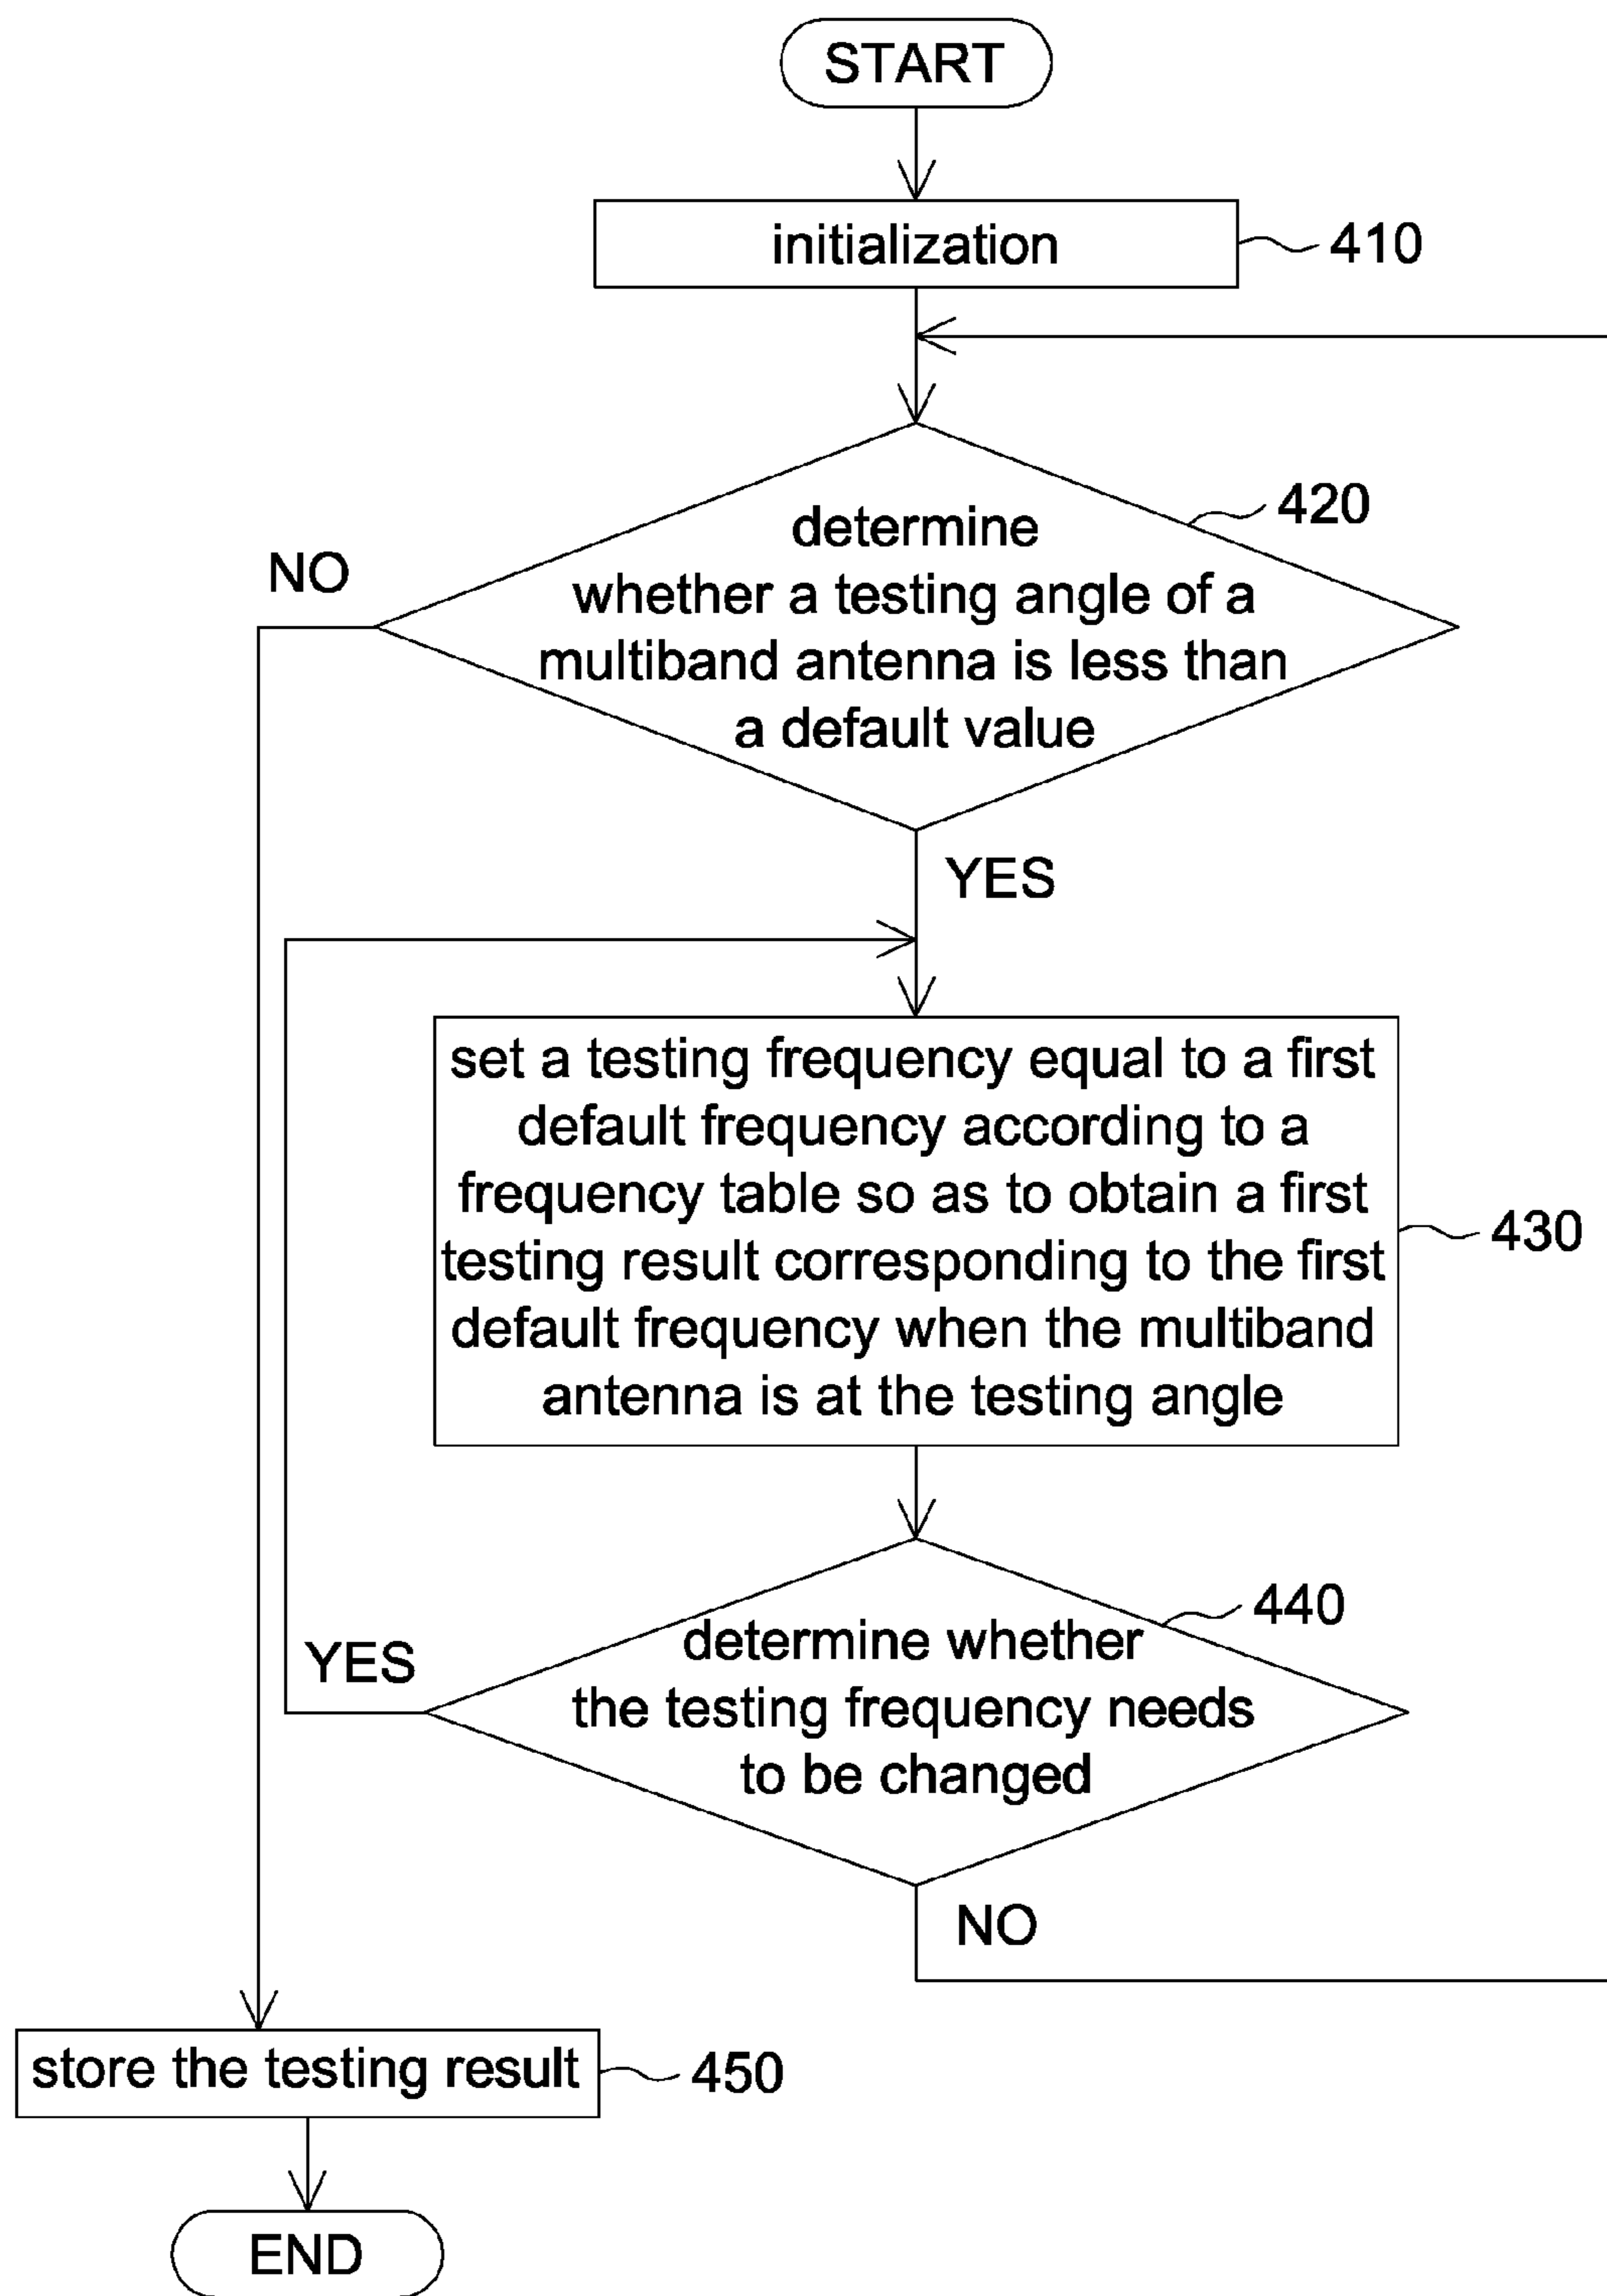 START
initialization
410
420
determine
whether a testing angle of a
multiband antenna is less than
a default value
NO
YES
set a testing frequency equal to a first
default frequency according to a
frequency table so as to obtain a first
testing result corresponding to the first
default frequency when the multiband
antenna is at the testing angle
430
440
determine whether
the testing frequency needs
to be changed
YES
NO
store the testing result
450
END